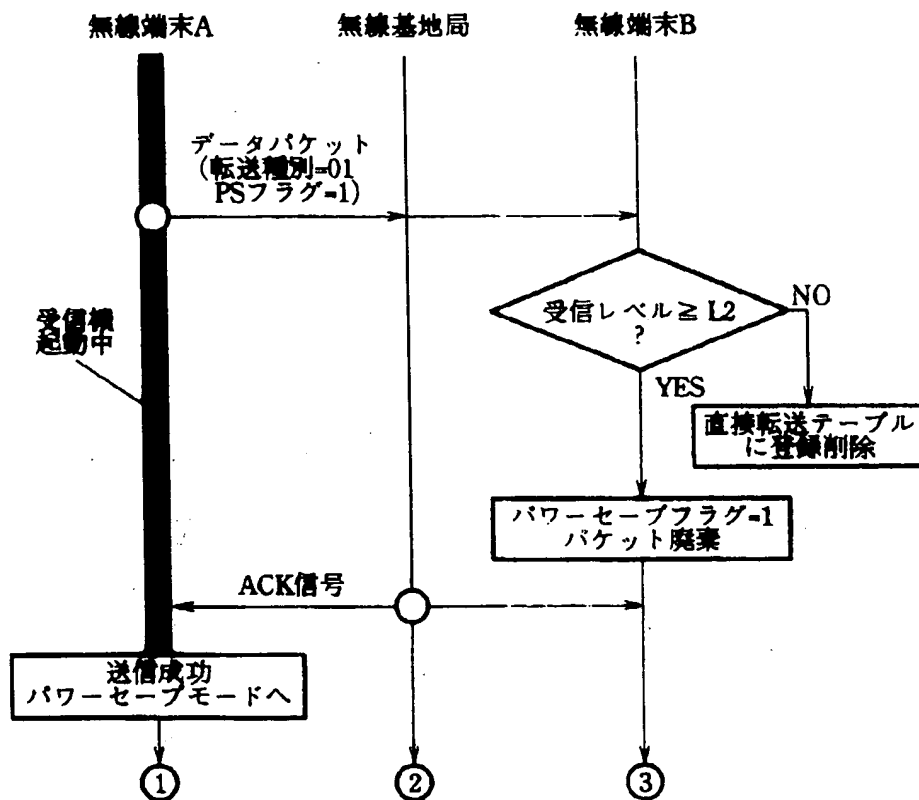 無線端末A
無線基地局
無線端末B
データパケット
(転送種別=01
PSフラグ=1)
受信機
起動中
受信レベル≧L2
?
NO
YES
直接転送テーブル
に登録削除
パワーセーブフラグ=1
パケット廃棄
ACK信号
送信成功
パワーセーブモードへ
①
②
③